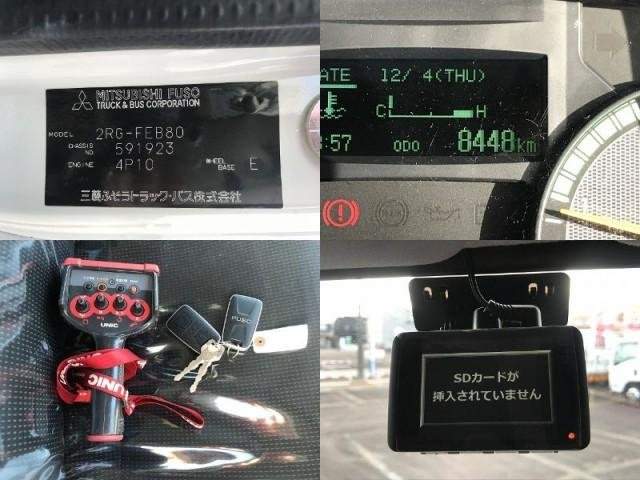 MITSUBISHI FUSO
TRUCK & BUS CORPORATION
MODEL 2RG-FEB80
CHASSIS NO. 591923
ENGINE 4P10 WHEEL BASE E
三菱ふそうトラック・バス株式会社
ATE 12/ 4(THU)
C H
:57 ODO 8448km
UNIC
UNIC
FUSO
SDカードが
挿入されていません